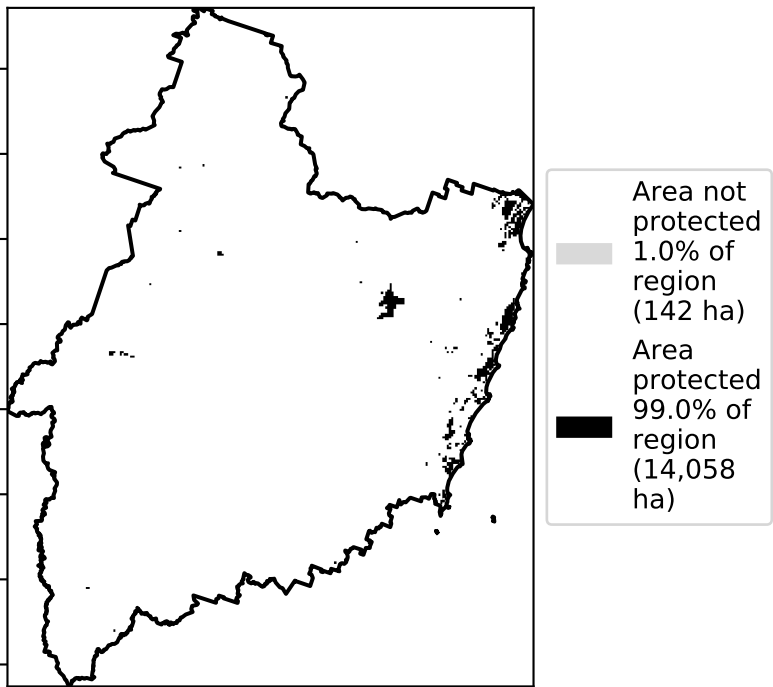 Area not
protected
1.0% of
region
(142 ha)
Area
protected
99.0% of
region
(14,058
ha)